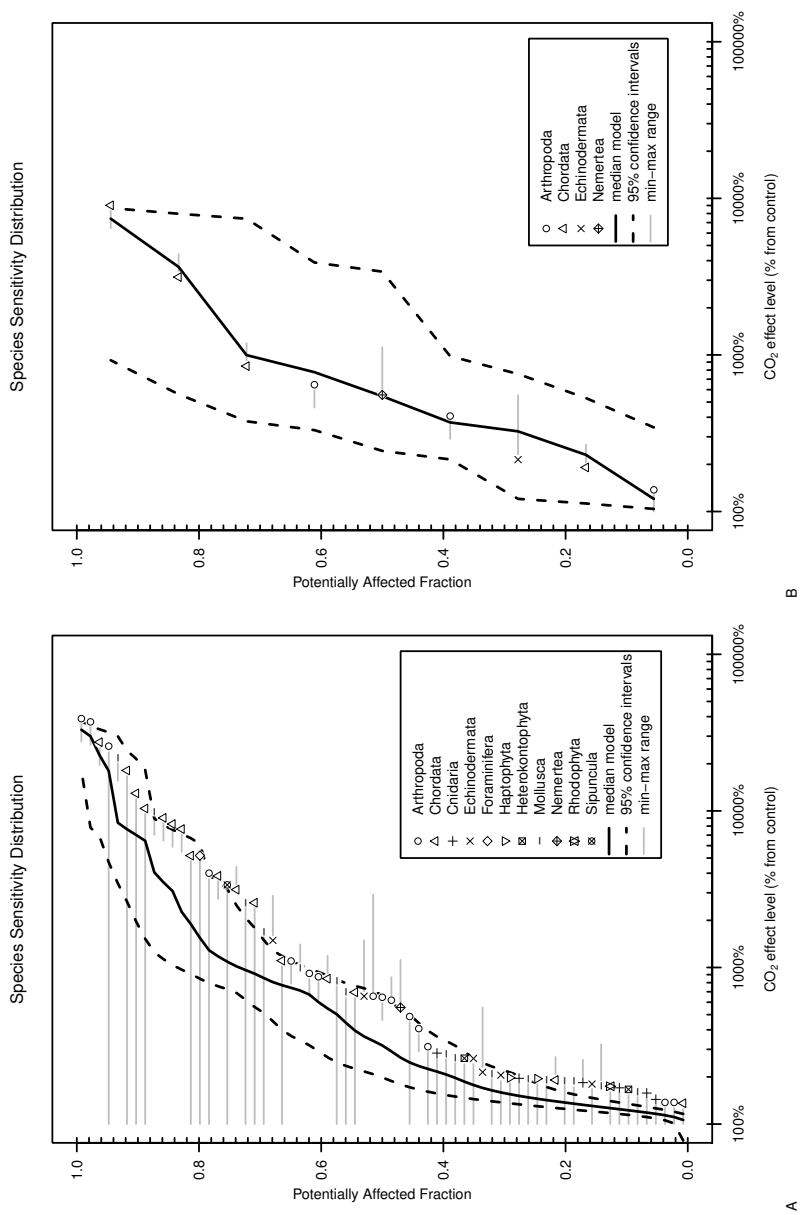 Species Sensitivity Distribution
Potentially Affected Fraction
1.0
0.8
0.6
0.4
0.2
0.0
100%
1000%
10000%
100000%
CO₂ effect level (% from control)
Arthropoda
Chordata
Cnidaria
Echinodermata
Foraminifera
Haptophyta
Heterokontophyta
Mollusca
Nemertea
Rhodophyta
Sipuncula
median model
95% confidence intervals
min−max range
A
Species Sensitivity Distribution
Potentially Affected Fraction
1.0
0.8
0.6
0.4
0.2
0.0
100%
1000%
10000%
100000%
CO₂ effect level (% from control)
Arthropoda
Chordata
Echinodermata
Nemertea
median model
95% confidence intervals
min−max range
B